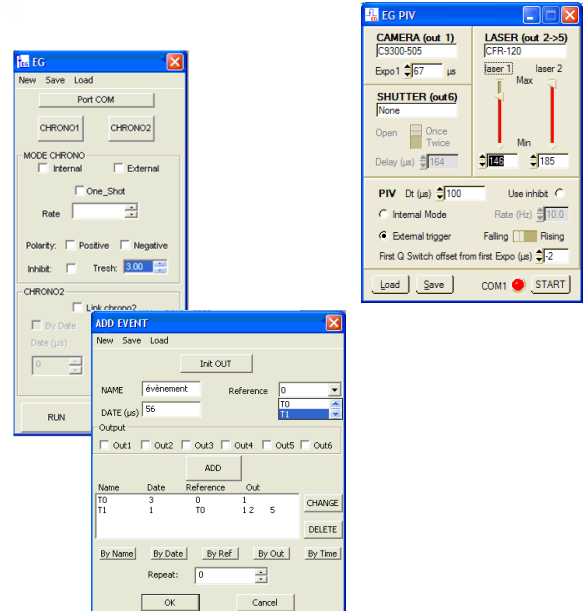 EG PIV
CAMERA (out 1) LASER (out 2->5)
C9300-505 CFR-120
Expo1 67 µs laser 1 laser 2
Max
SHUTTER (out6)
None
Open Once
Twice Min
Delay (µs) 164 146 185
PIV Dt (µs) 100 Use inhibit
Internal Mode Rate (Hz) 10.0
External trigger Falling Rising
First Q Switch offset from first Expo (µs) -2
Load Save COM1 START
EG
New Save Load
Port COM
CHRONO1 CHRONO2
MODE CHRONO
Internal External
One_Shot
Rate
Polarity: Positive Negative
Inhibit: Tresh: 3.00
CHRONO2
Link chrono2
By Date
Date (µs)
0
RUN
ADD EVENT
New Save Load
Init OUT
NAME évènement Reference 0
T0
DATE (µs) 56 T1
Output
Out1 Out2 Out3 Out4 Out5 Out6
ADD
Name Date Reference Out
T0 3 0 1
T1 1 T0 1 2 5
CHANGE
DELETE
By Name By Date By Ref By Out By Time
Repeat: 0
OK Cancel